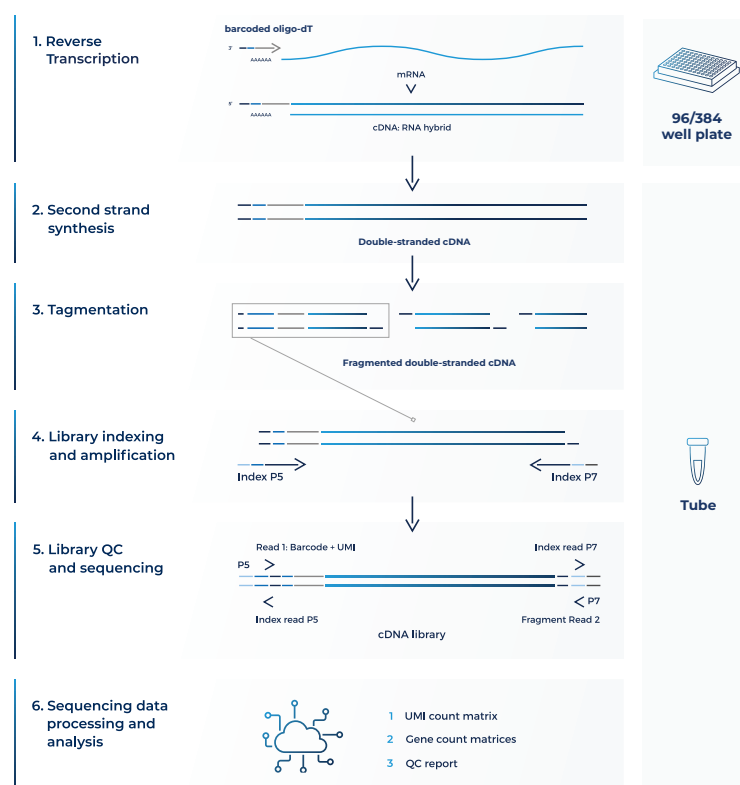 1. Reverse
Transcription
barcoded oligo-dT
3'
AAAAAA
mRNA
5'
AAAAAA
cDNA: RNA hybrid
96/384
well plate
2. Second strand
synthesis
Double-stranded cDNA
3. Tagmentation
Fragmented double-stranded cDNA
4. Library indexing
and amplification
Index P5
Index P7
Tube
5. Library QC
and sequencing
Read 1: Barcode + UMI
Index read P7
P5
P7
Index read P5
Fragment Read 2
cDNA library
6. Sequencing data
processing and
analysis
1 UMI count matrix
2 Gene count matrices
3 QC report